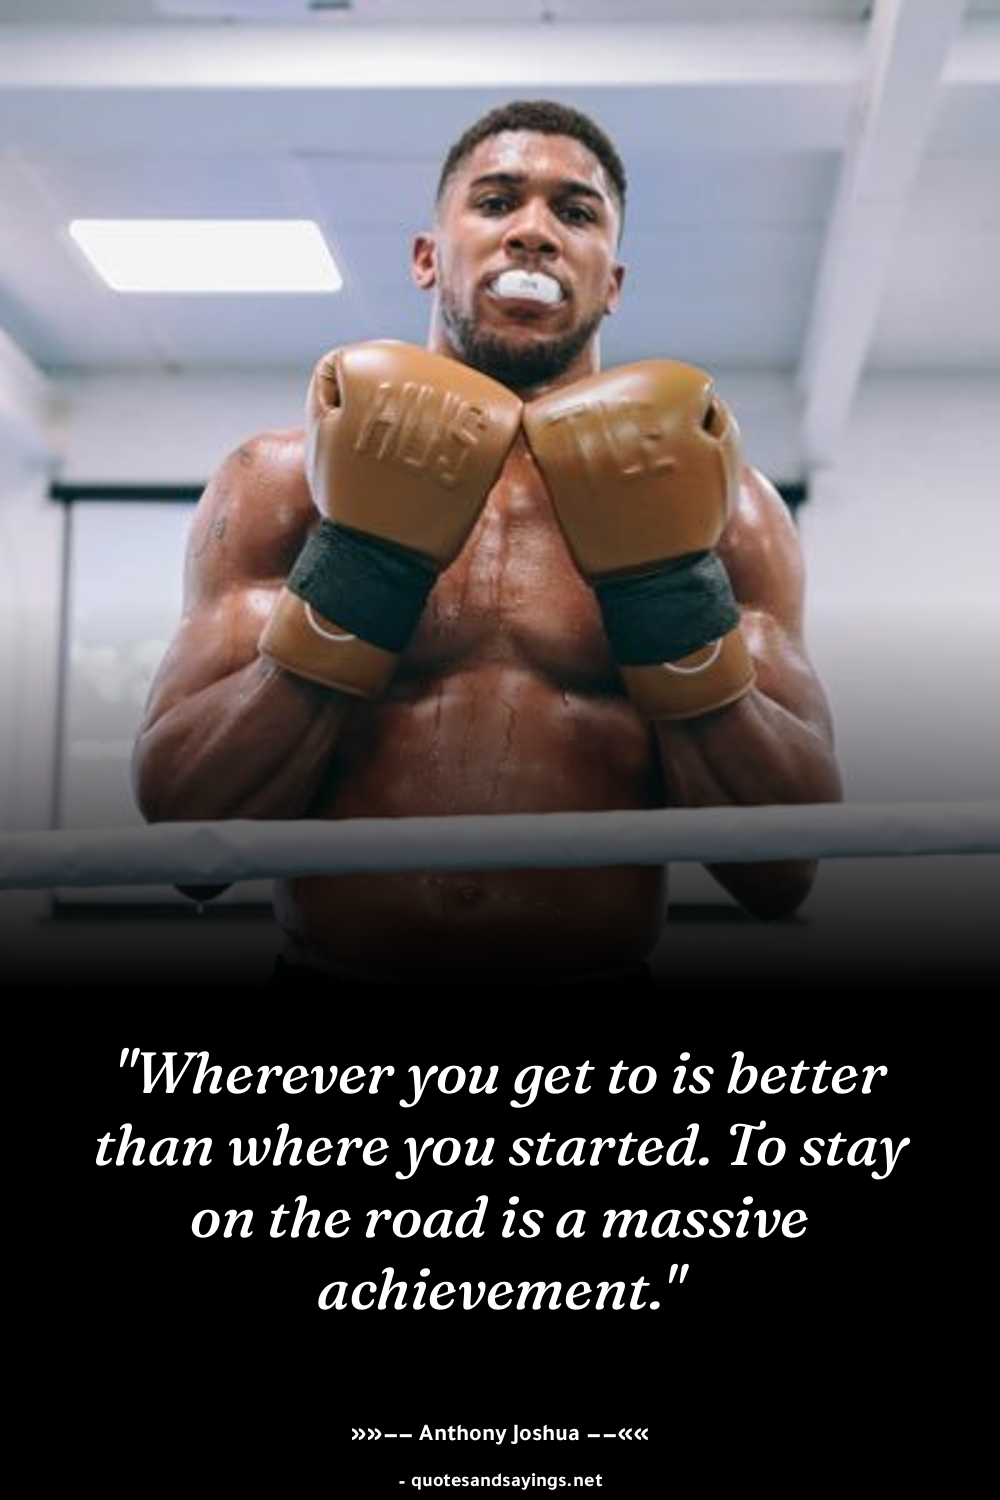 HUS TLE
"Wherever you get to is better
than where you started. To stay
on the road is a massive
achievement."
»»–– Anthony Joshua ––««
- quotesandsayings.net